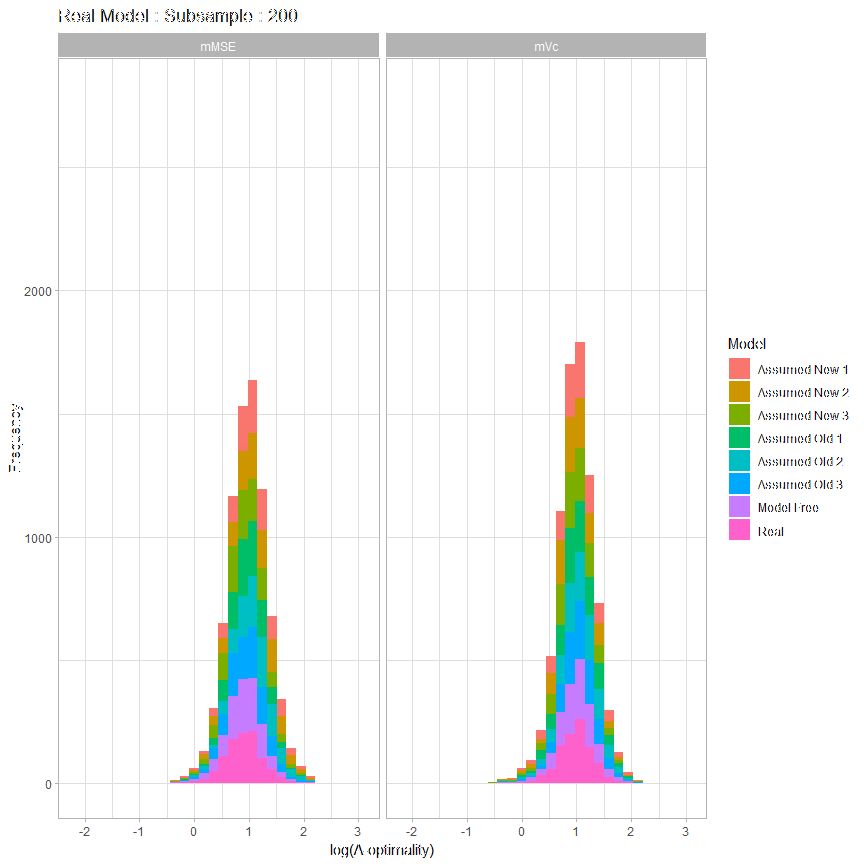 Real Model : Subsample : 200
mMSE
mVc
2000
1000
0
Frequency
-2 -1 0 1 2 3
-2 -1 0 1 2 3
log(A-optimality)
Model
Assumed New 1
Assumed New 2
Assumed New 3
Assumed Old 1
Assumed Old 2
Assumed Old 3
Model Free
Real